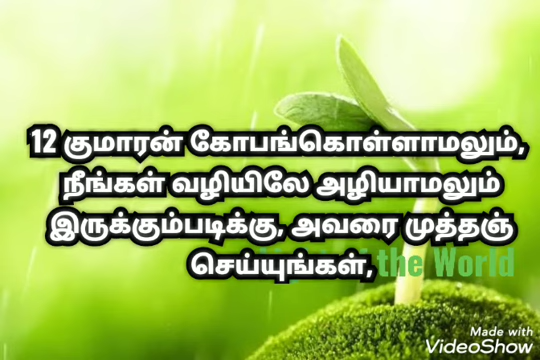 12 குமாரன் கோபங்கொள்ளாமலும்,
நீங்கள் வழியிலே அழியாமலும்
இருக்கும்படிக்கு, அவரை முத்தஞ்
செய்யுங்கள்,
the World
Made with
VideoShow